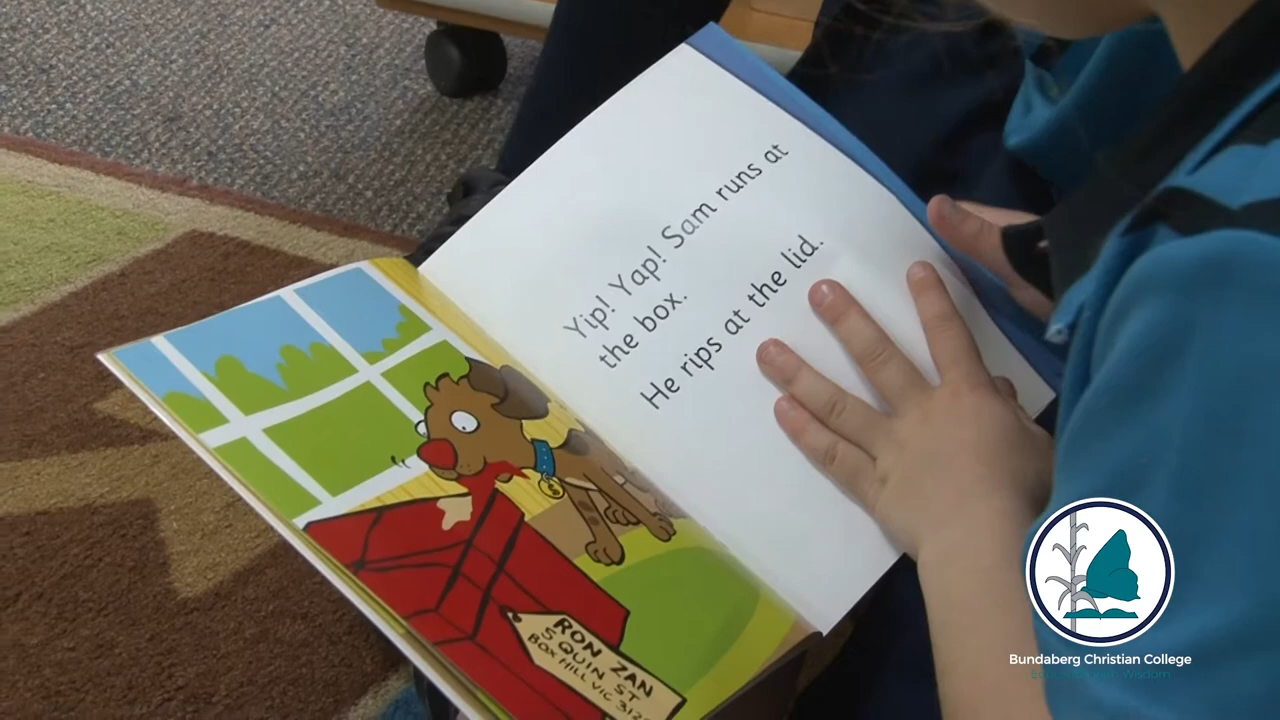 Yip! Yap! Sam runs at
the box.
He rips at the lid.
RON ZAN
5 QUIN ST
BOX HILL VIC
Bundaberg Christian College